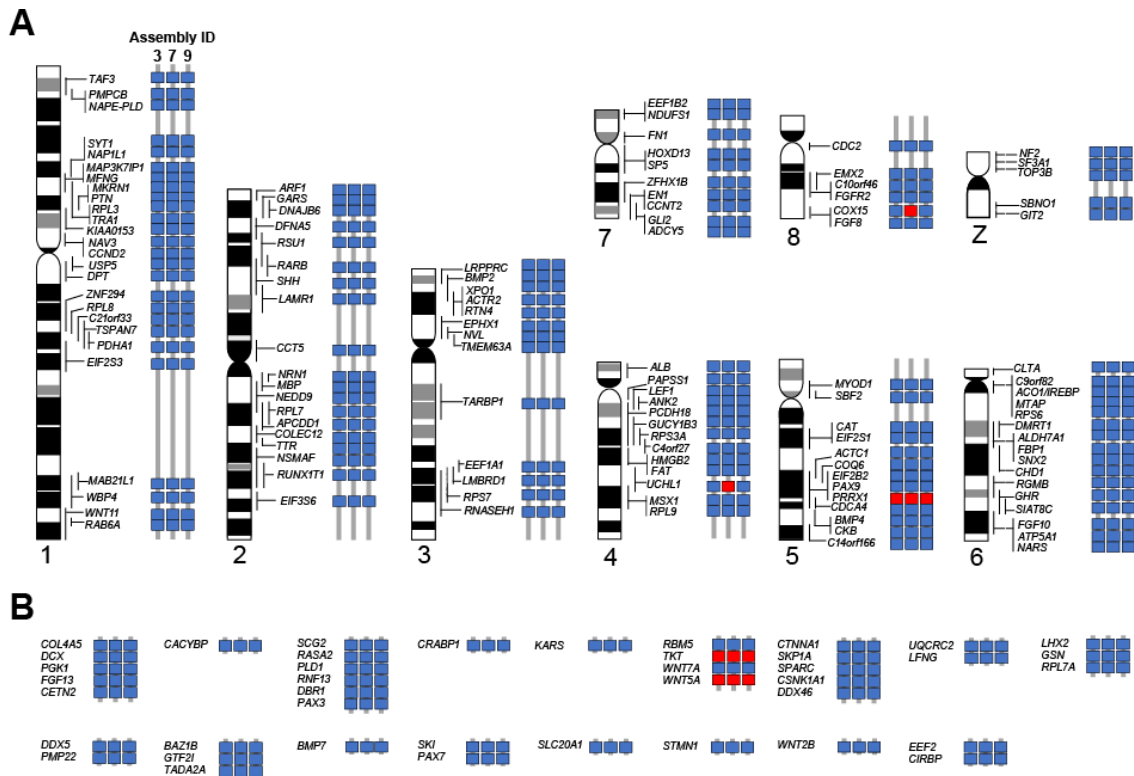 A
Assembly ID
3 7 9
TAF3
PMPCB
NAPE-PLD
SYT1
NAP1L1
MAP3K7IP1
MFNG
MKRN1
PTN
RPL3
TRA1
KIAA0153
NAV3
CCND2
USP5
DPT
ZNF294
RPL8
C21orf33
TSPAN7
PDHA1
EIF2S3
MAB21L1
WBP4
WNT11
RAB6A
1
ARF1
GARS
DNAJB6
DFNA5
RSU1
RARB
SHH
LAMR1
CCT5
NRN1
MBP
NEDD9
RPL7
APCDD1
COLEC12
TTR
NSMAF
RUNX1T1
EIF3S6
2
LRPPRC
BMP2
XPO1
ACTR2
RTN4
EPHX1
NVL
TMEM63A
TARBP1
EEF1A1
LMBRD1
RPS7
RNASEH1
3
EEF1B2
NDUFS1
FN1
HOXD13
SP5
ZFHX1B
EN1
CCNT2
GLI2
ADCY5
7
CDC2
EMX2
C10orf46
FGFR2
COX15
FGF8
8
NF2
SF3A1
TOP3B
SBNO1
GIT2
Z
ALB
PAPSS1
LEF1
ANK2
PCDH18
GUCY1B3
RPS3A
C4orf27
HMGB2
FAT
UCHL1
MSX1
RPL9
4
MYOD1
SBF2
CAT
EIF2S1
ACTC1
COQ6
EIF2B2
PAX9
PRRX1
CDCA4
BMP4
CKB
C14orf166
5
CLTA
C9orf82
ACO1/IREBP
MTAP
RPS6
DMRT1
ALDH7A1
FBP1
SNX2
CHD1
RGMB
GHR
SIAT8C
FGF10
ATP5A1
NARS
6
B
COL4A5
DCX
PGK1
FGF13
CETN2
CACYBP
SCG2
RASA2
PLD1
RNF13
DBR1
PAX3
CRABP1
KARS
RBM5
TKT
WNT7A
WNT5A
CTNNA1
SKP1A
SPARC
CSNK1A1
DDX46
UQCRC2
LFNG
LHX2
GSN
RPL7A
DDX5
PMP22
BAZ1B
GTF2I
TADA2A
BMP7
SKI
PAX7
SLC20A1
STMN1
WNT2B
EEF2
CIRBP